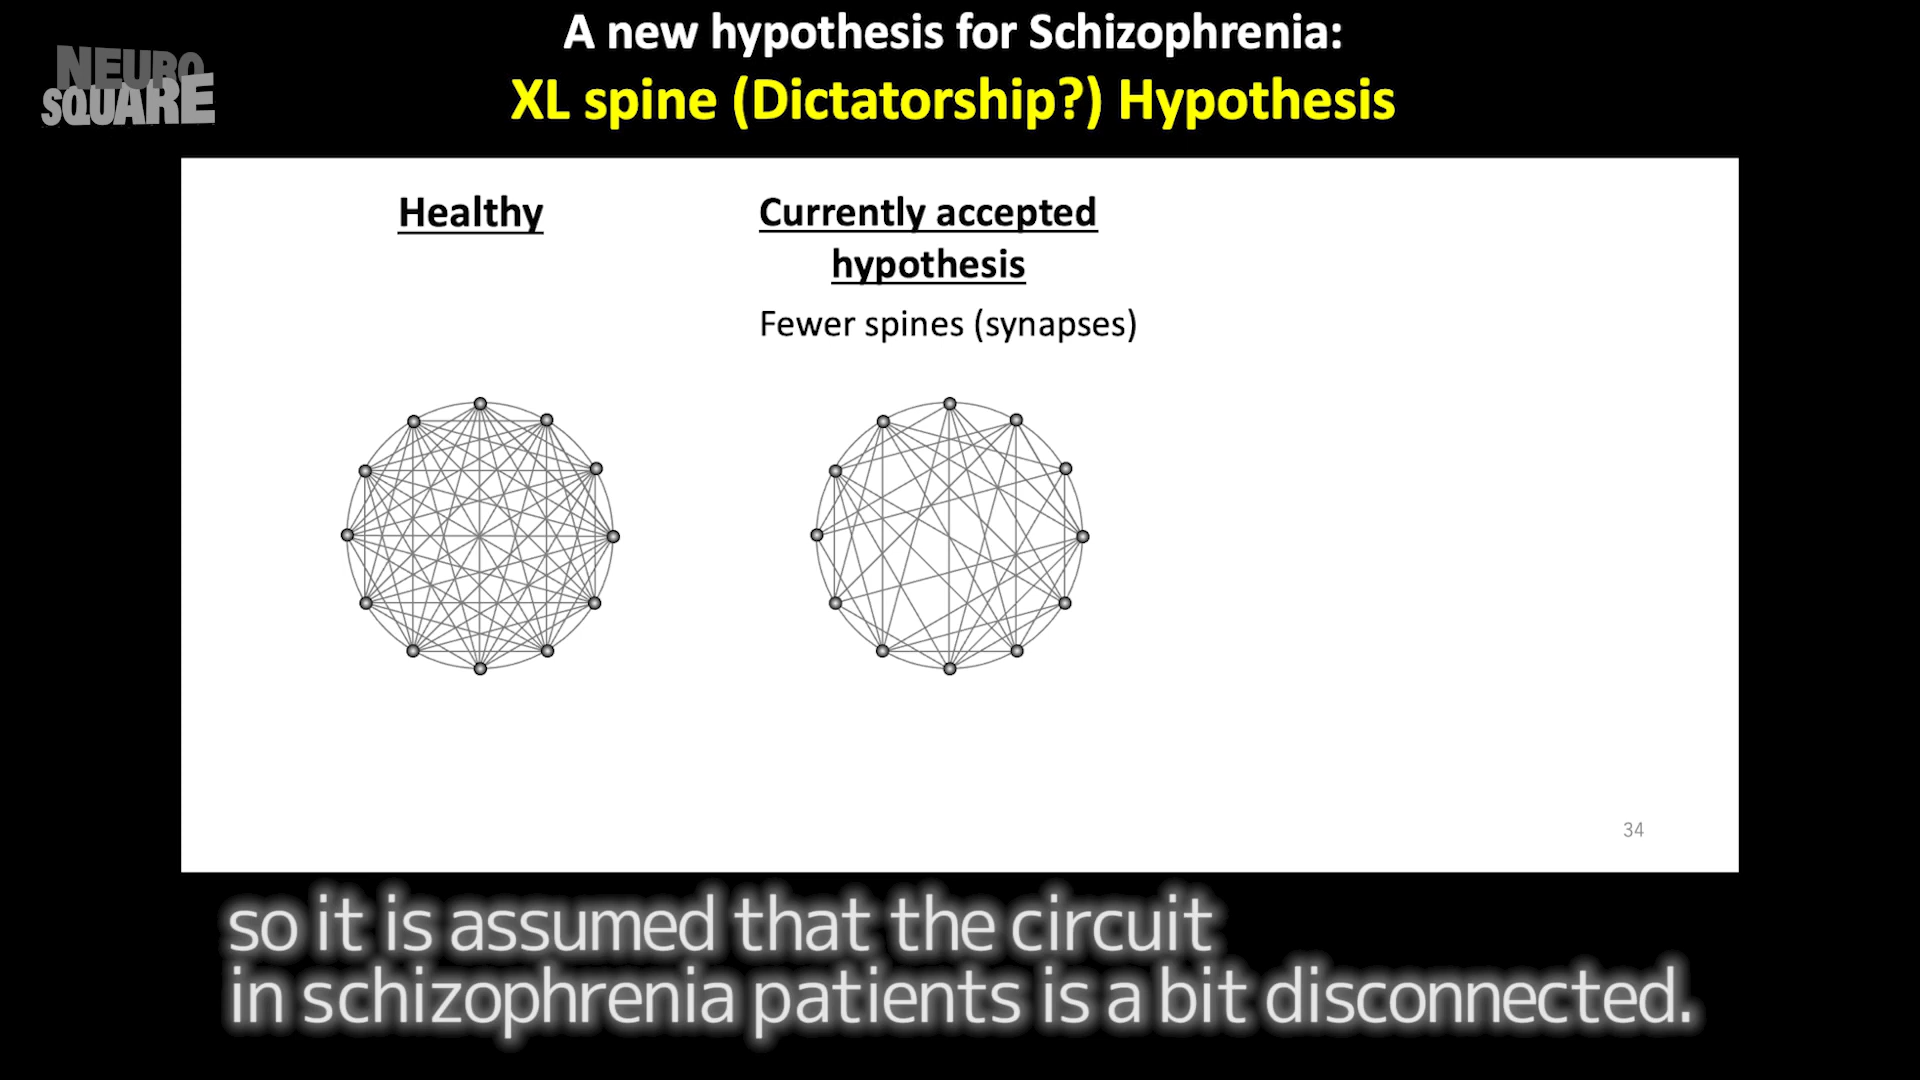 A new hypothesis for Schizophrenia:
NEURO
SQUARE
XL spine (Dictatorship?) Hypothesis
Healthy
Currently accepted
hypothesis
Fewer spines (synapses)
34
so it is assumed that the circuit
in schizophrenia patients is a bit disconnected.